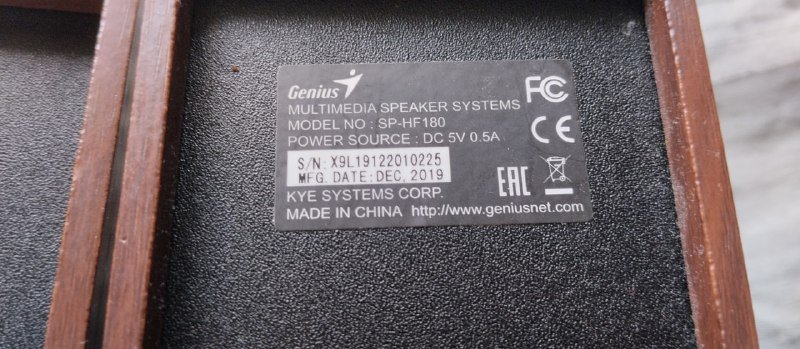 Genius
MULTIMEDIA SPEAKER SYSTEMS
MODEL NO : SP-HF180
POWER SOURCE : DC 5V 0.5A
S/N: X9L19122010225
MFG. DATE:DEC, 2019
KYE SYSTEMS CORP.
MADE IN CHINA http://www.geniusnet.com
FC
CE
EAC